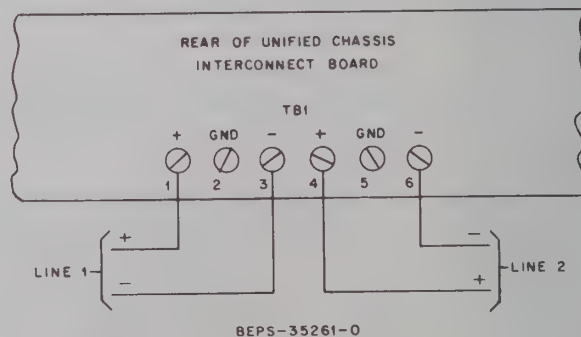 REAR OF UNIFIED CHASSIS
INTERCONNECT BOARD
TB1
+ GND - + GND -
1 2 3 4 5 6
+ -
LINE 1 LINE 2
- +
BEPS-35261-O